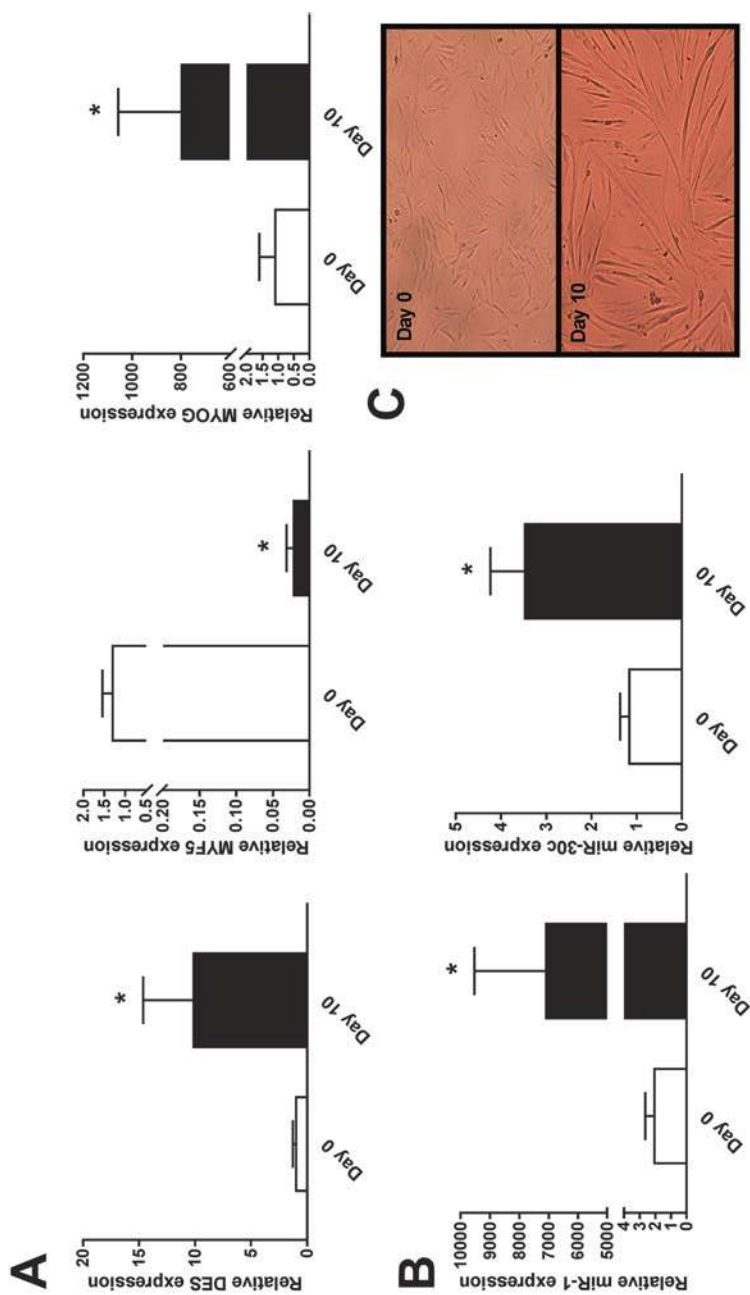 A
Relative DES expression
20
15
10
5
0
Day 0
Day 10
*
Relative MYF5 expression
2.0
1.5
1.0
0.5
0.20
0.15
0.10
0.05
0.00
Day 0
Day 10
*
Relative MYOG expression
1200
1000
800
600
2.0
1.5
1.0
0.5
0.0
Day 0
Day 10
*
B
Relative miR-1 expression
10000
9000
8000
7000
6000
5000
4
3
2
1
0
Day 0
Day 10
*
Relative miR-30c expression
5
4
3
2
1
0
Day 0
Day 10
*
C
Day 0
Day 10